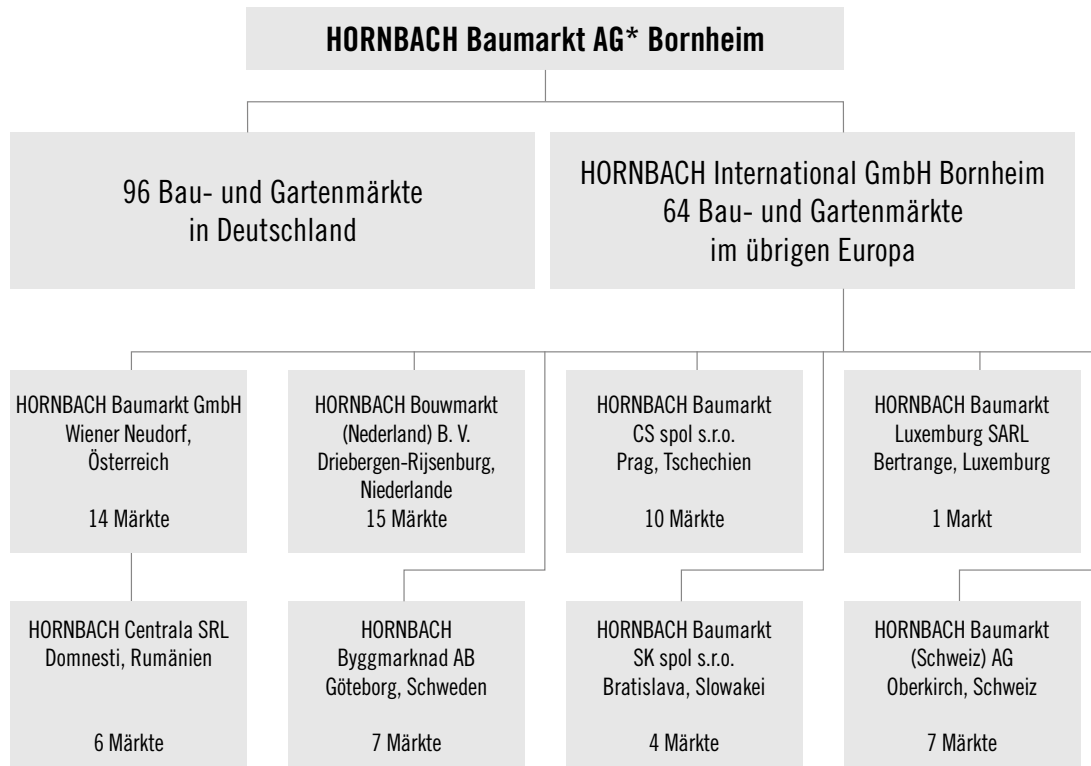 HORNBACH Baumarkt AG* Bornheim
96 Bau- und Gartenmärkte
in Deutschland
HORNBACH International GmbH Bornheim
64 Bau- und Gartenmärkte
im übrigen Europa
HORNBACH Baumarkt GmbH
Wiener Neudorf,
Österreich
14 Märkte
HORNBACH Bouwmarkt
(Nederland) B. V.
Driebergen-Rijsenburg,
Niederlande
15 Märkte
HORNBACH Baumarkt
CS spol s.r.o.
Prag, Tschechien
10 Märkte
HORNBACH Baumarkt
Luxemburg SARL
Bertrange, Luxemburg
1 Markt
HORNBACH Centrala SRL
Domnesti, Rumänien
6 Märkte
HORNBACH
Byggmarknad AB
Göteborg, Schweden
7 Märkte
HORNBACH Baumarkt
SK spol s.r.o.
Bratislava, Slowakei
4 Märkte
HORNBACH Baumarkt
(Schweiz) AG
Oberkirch, Schweiz
7 Märkte